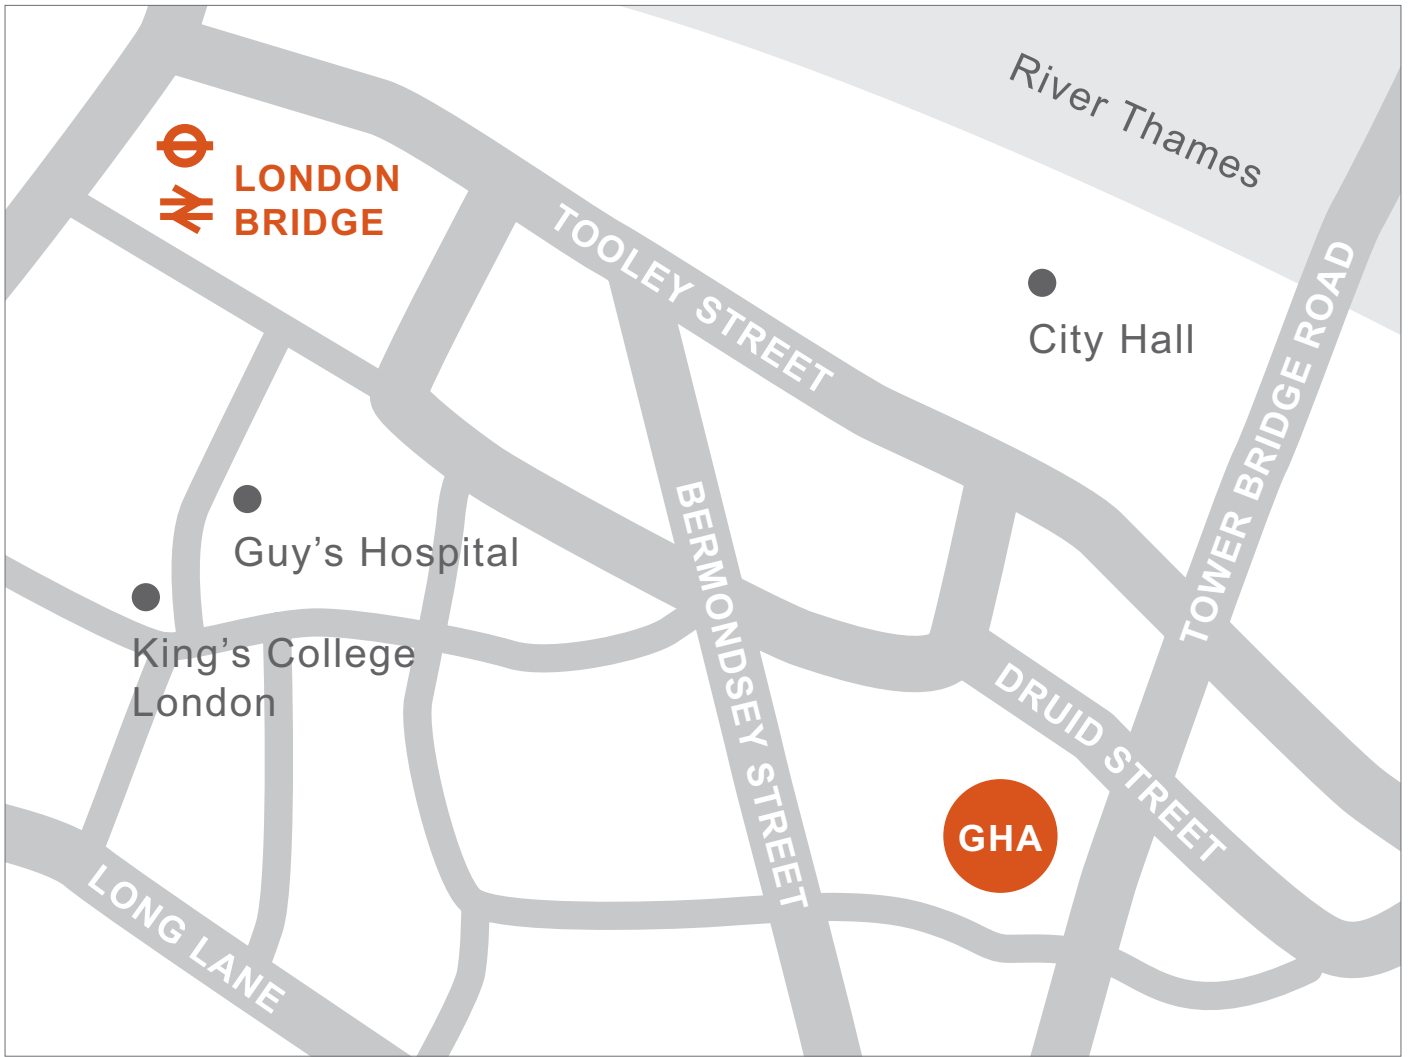 River Thames
LONDON
BRIDGE
TOOLEY STREET
City Hall
TOWER BRIDGE ROAD
Guy’s Hospital
BERMONDSEY STREET
King’s College
London
DRUID STREET
GHA
LONG LANE